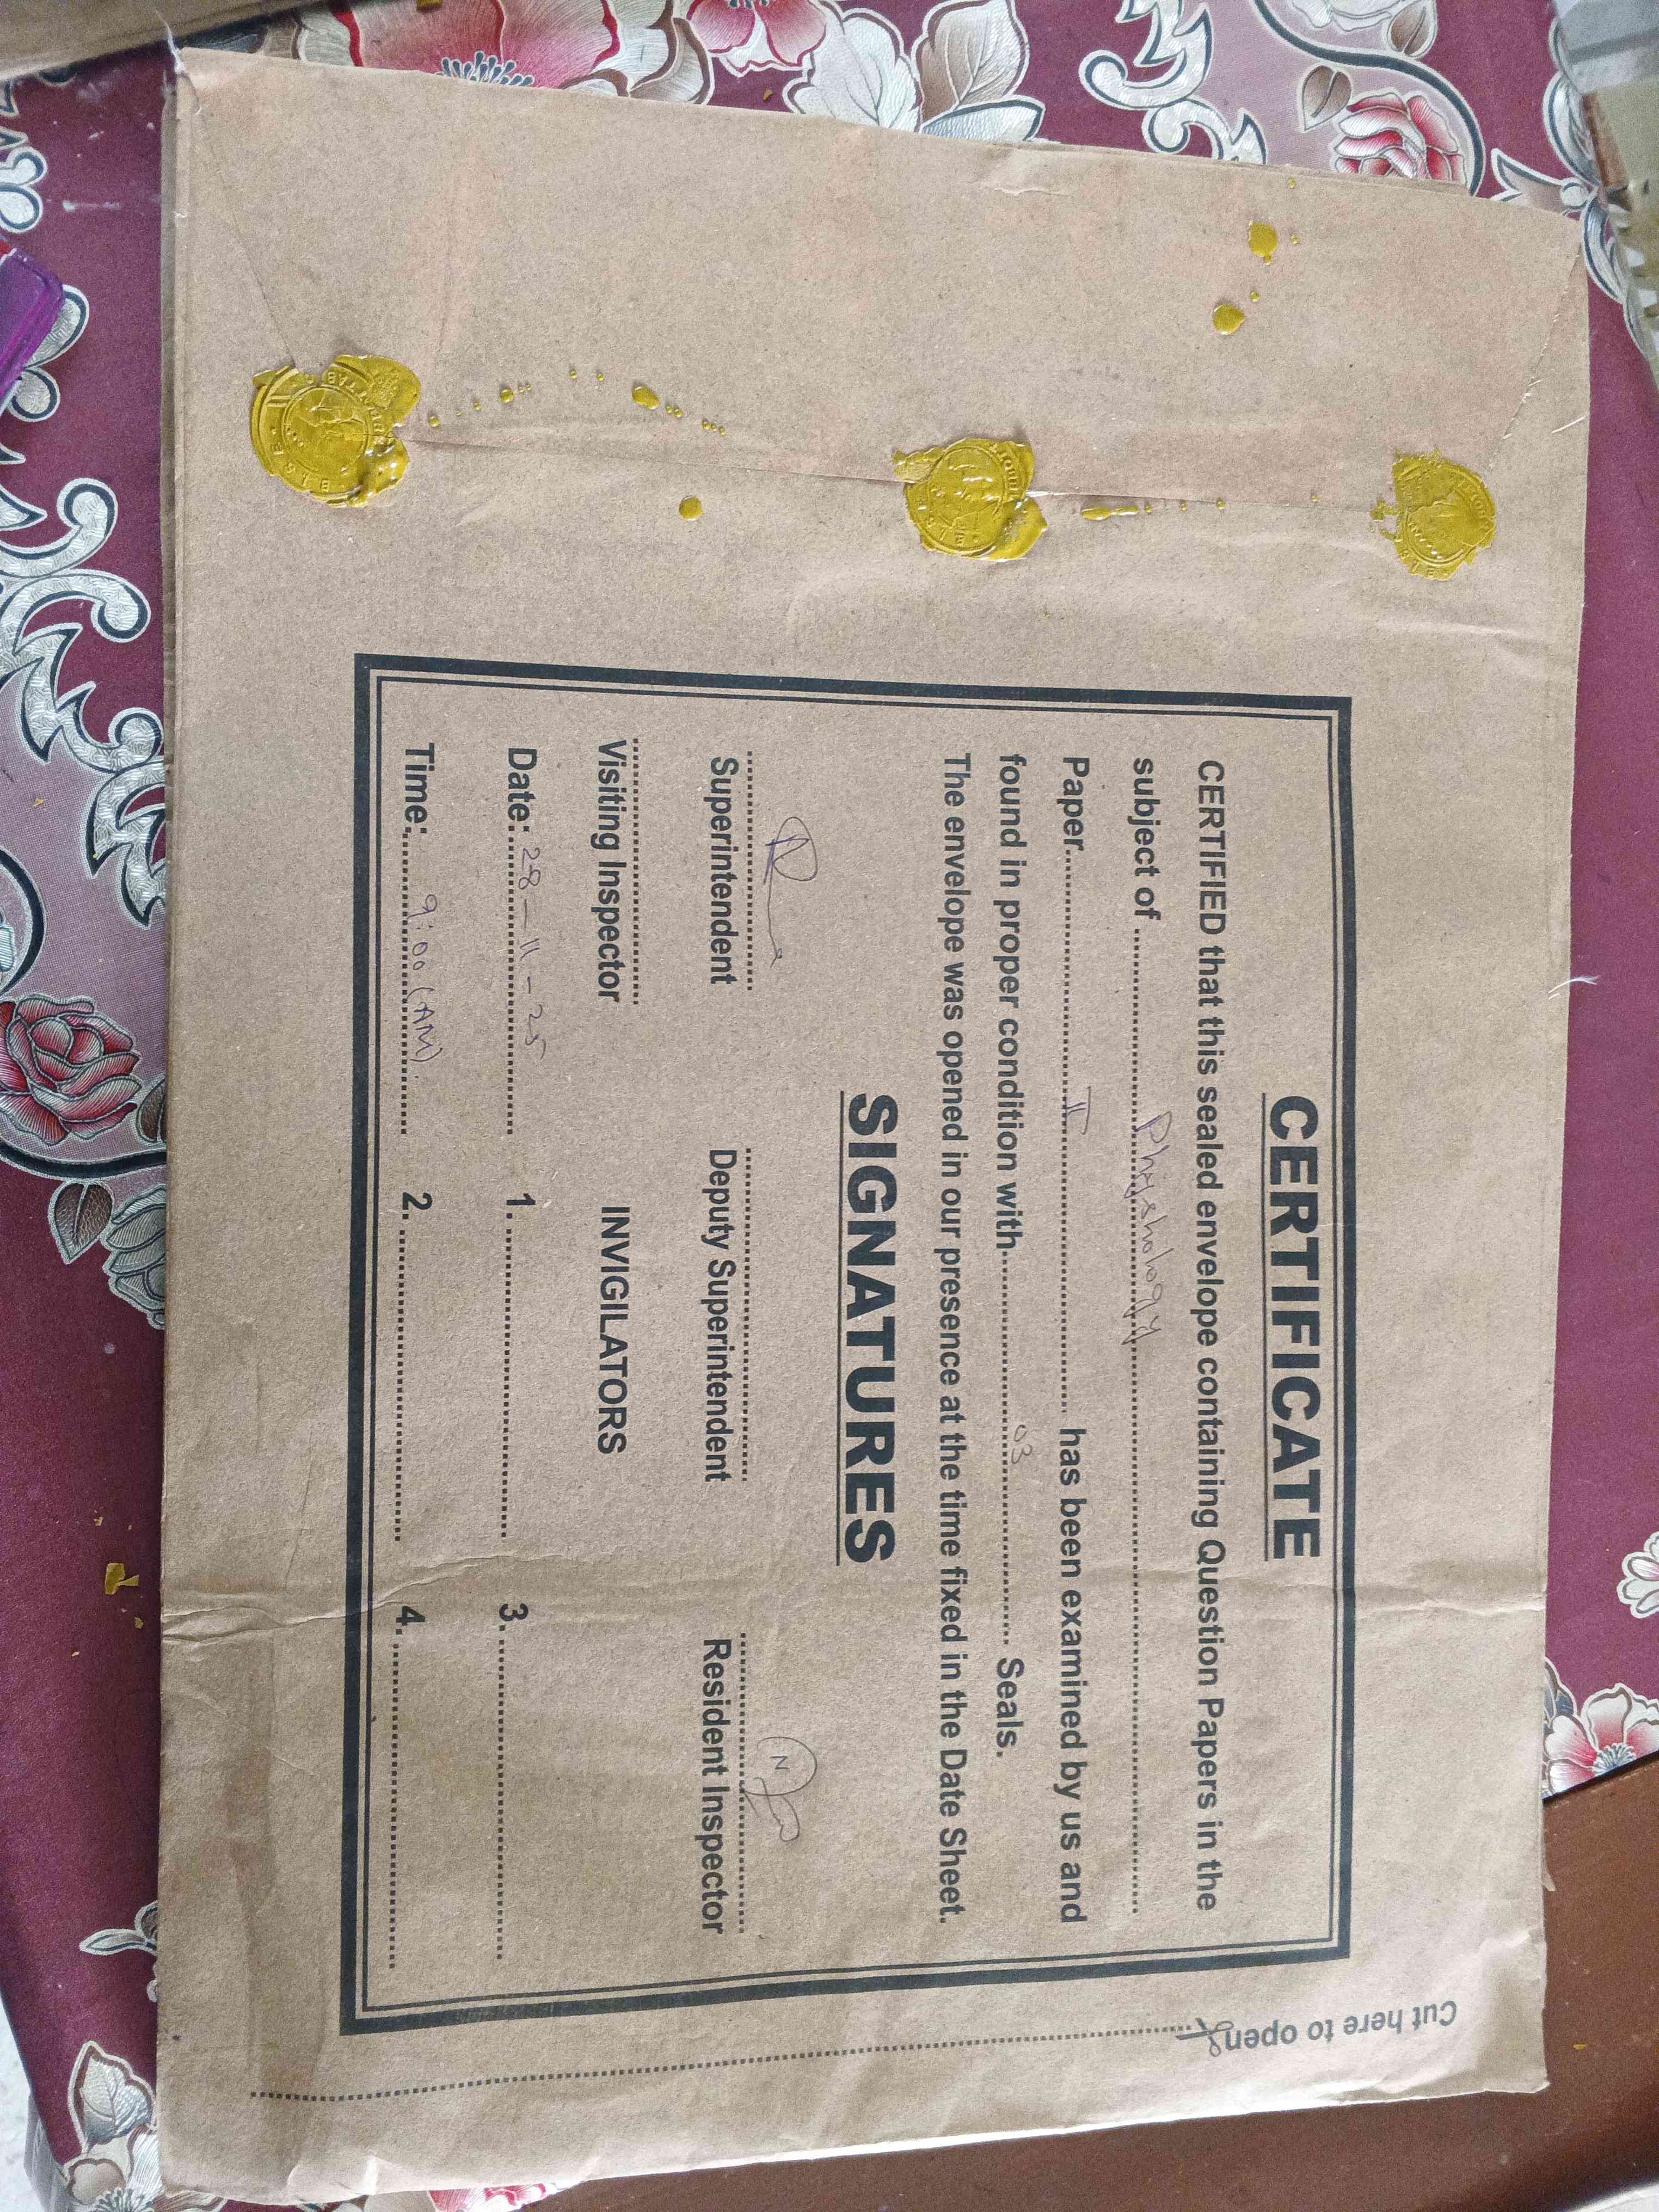 CERTIFICATE
CERTIFIED that this sealed envelope containing Question Papers in the
subject of ........ Phsychology ........
Paper........ II ........ has been examined by us and
found in proper condition with........ 03 ........ Seals.
The envelope was opened in our presence at the time fixed in the Date Sheet.
SIGNATURES
Superintendent Deputy Superintendent Resident Inspector
Visiting Inspector INVIGILATORS
Date: 28-11-25 1. ........ 3. ........
Time: 9:00 (AM). 2. ........ 4. ........
Cut here to open